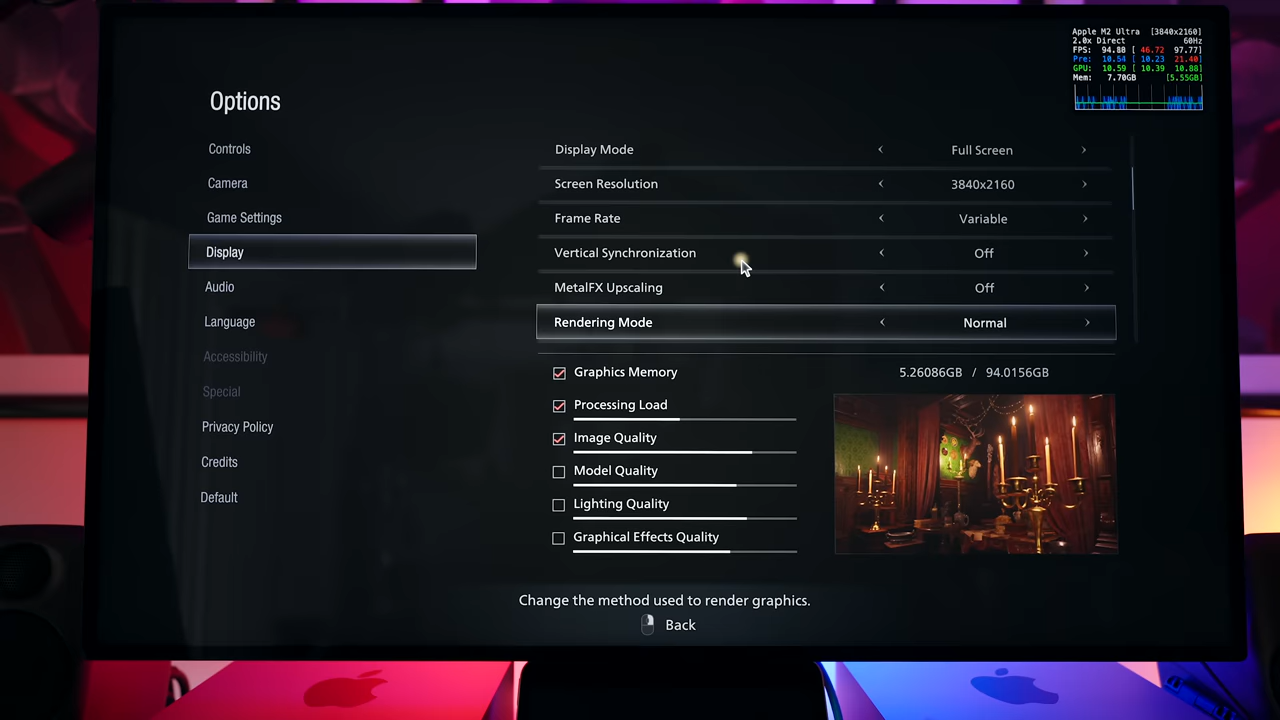 Apple M2 Ultra [3840x2160]
2.0x Direct 60Hz
FPS: 94.88 [ 46.72 97.77]
Pre: 10.54 [ 10.23 21.40]
GPU: 10.59 [ 10.39 10.88]
Mem: 7.70GB [5.55GB]
Options
Controls
Camera
Game Settings
Display
Audio
Language
Accessibility
Special
Privacy Policy
Credits
Default
Display Mode Full Screen
Screen Resolution 3840x2160
Frame Rate Variable
Vertical Synchronization Off
MetalFX Upscaling Off
Rendering Mode Normal
Graphics Memory 5.26086GB / 94.0156GB
Processing Load
Image Quality
Model Quality
Lighting Quality
Graphical Effects Quality
Change the method used to render graphics.
Back